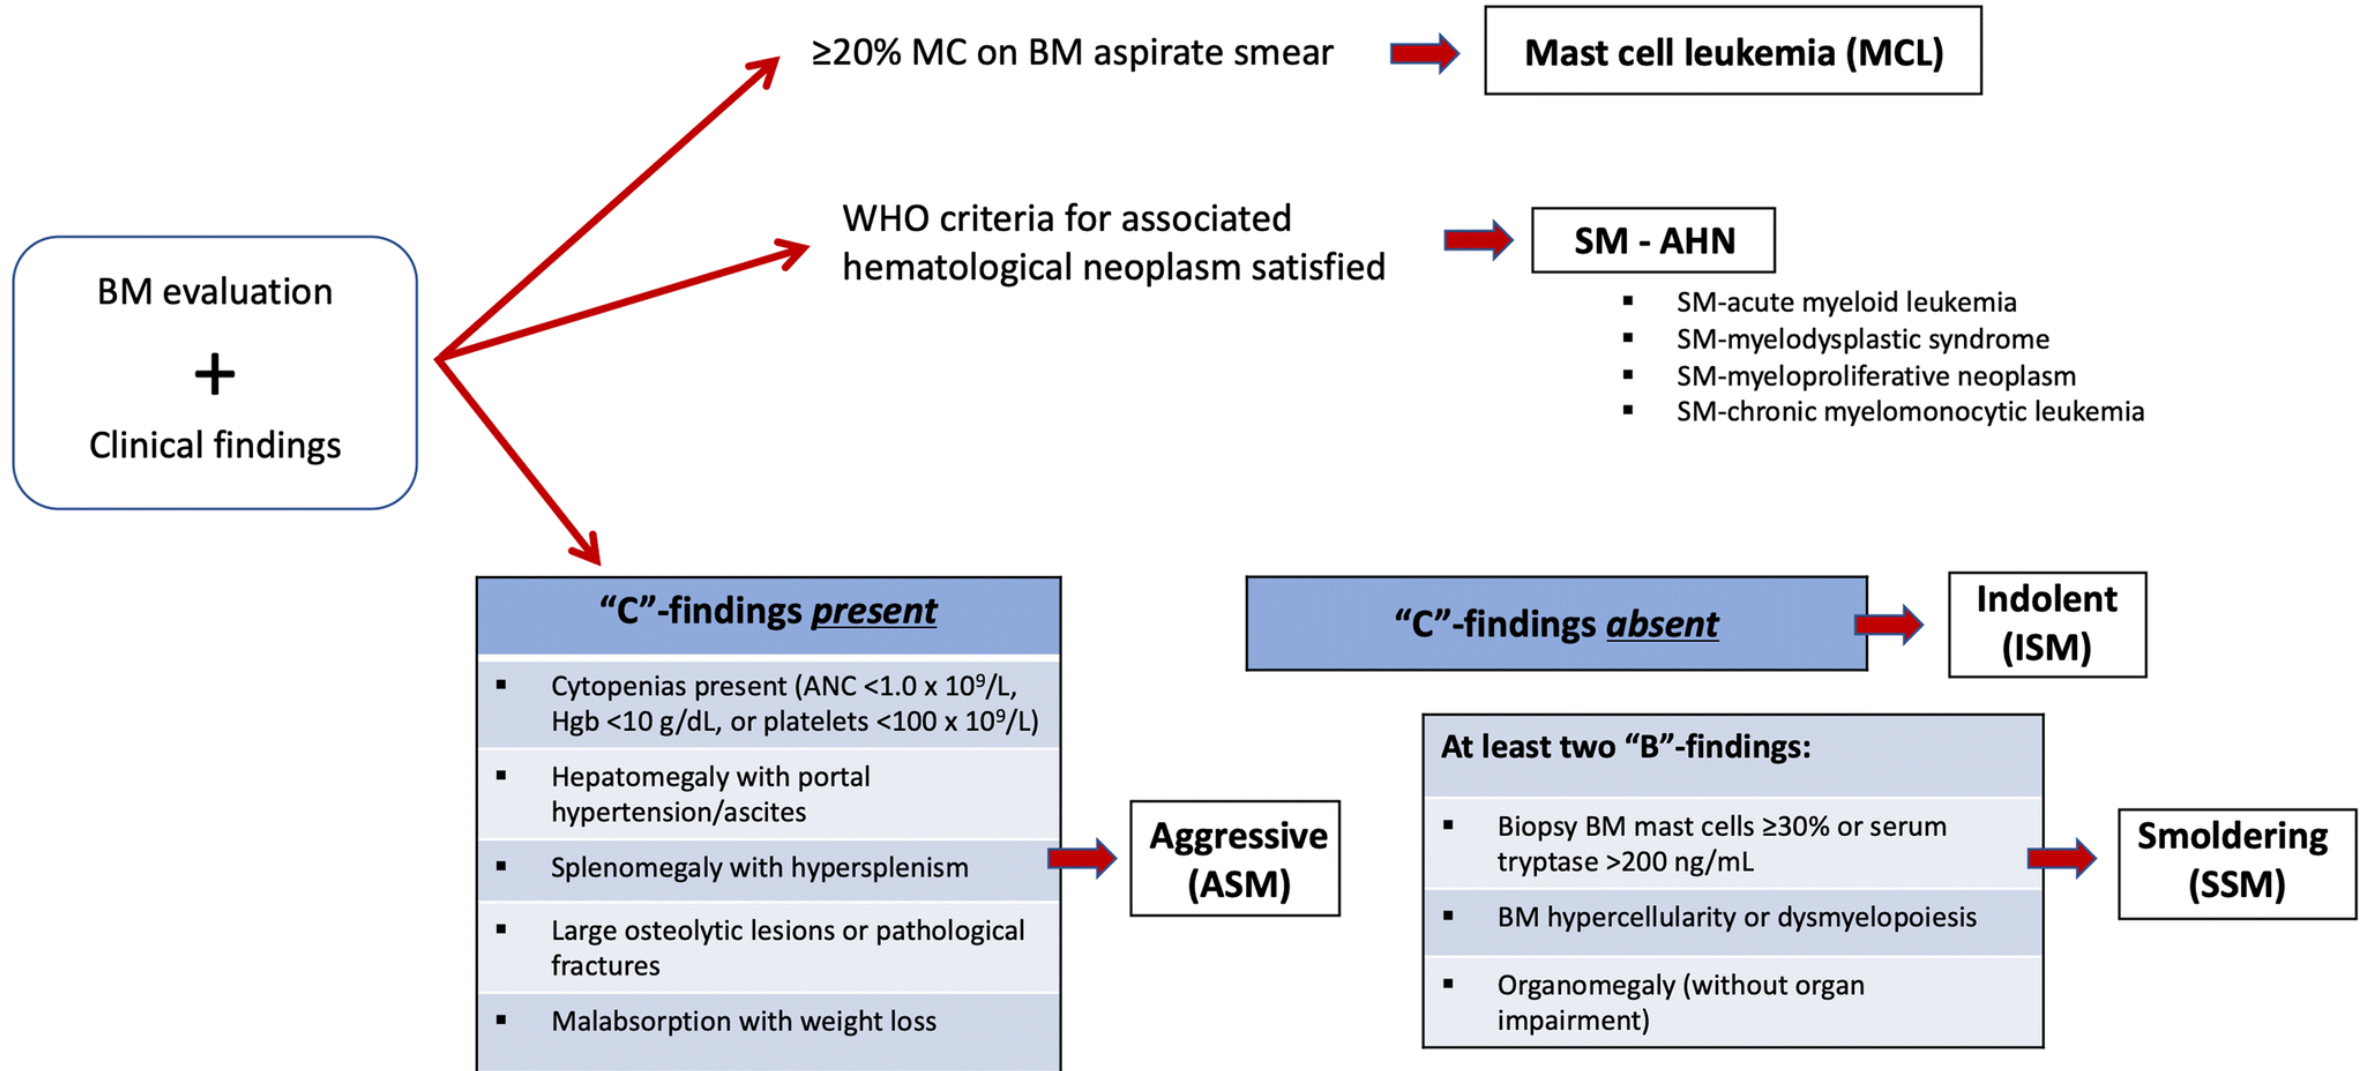 ≥20% MC on BM aspirate smear
Mast cell leukemia (MCL)
WHO criteria for associated
hematological neoplasm satisfied
SM - AHN
▪ SM-acute myeloid leukemia
▪ SM-myelodysplastic syndrome
▪ SM-myeloproliferative neoplasm
▪ SM-chronic myelomonocytic leukemia
BM evaluation
+
Clinical findings
“C”-findings present
▪ Cytopenias present (ANC <1.0 x 10⁹/L,
Hgb <10 g/dL, or platelets <100 x 10⁹/L)
▪ Hepatomegaly with portal
hypertension/ascites
▪ Splenomegaly with hypersplenism
▪ Large osteolytic lesions or pathological
fractures
▪ Malabsorption with weight loss
Aggressive
(ASM)
“C”-findings absent
Indolent
(ISM)
At least two “B”-findings:
▪ Biopsy BM mast cells ≥30% or serum
tryptase >200 ng/mL
▪ BM hypercellularity or dysmyelopoiesis
▪ Organomegaly (without organ
impairment)
Smoldering
(SSM)